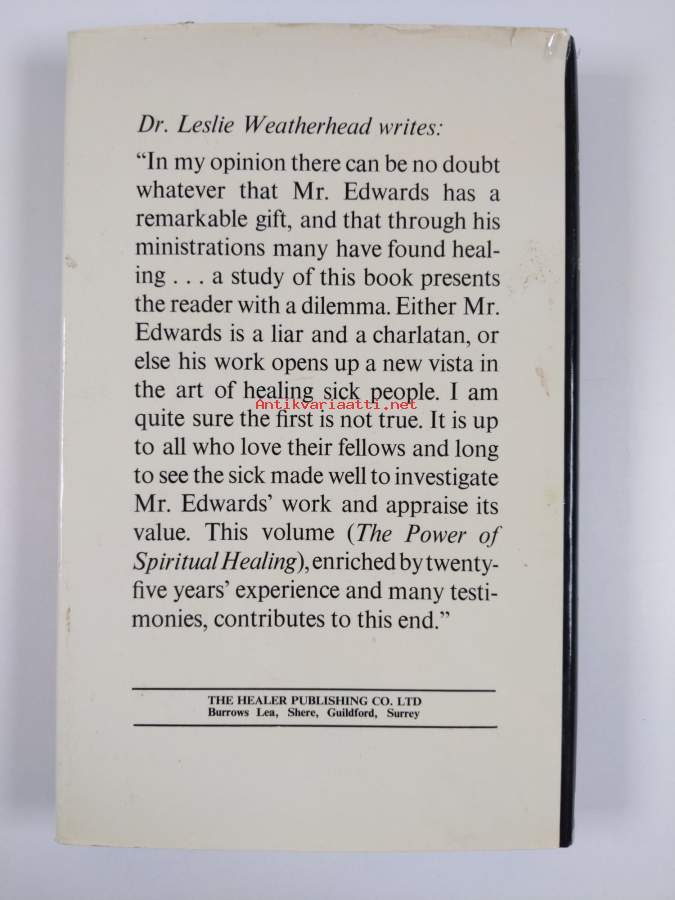 Dr. Leslie Weatherhead writes:
“In my opinion there can be no doubt
whatever that Mr. Edwards has a
remarkable gift, and that through his
ministrations many have found heal-
ing . . . a study of this book presents
the reader with a dilemma. Either Mr.
Edwards is a liar and a charlatan, or
else his work opens up a new vista in
the art of healing sick people. I am
Antikvariaatti.net
quite sure the first is not true. It is up
to all who love their fellows and long
to see the sick made well to investigate
Mr. Edwards’ work and appraise its
value. This volume (The Power of
Spiritual Healing), enriched by twenty-
five years’ experience and many testi-
monies, contributes to this end.”
THE HEALER PUBLISHING CO. LTD
Burrows Lea, Shere, Guildford, Surrey